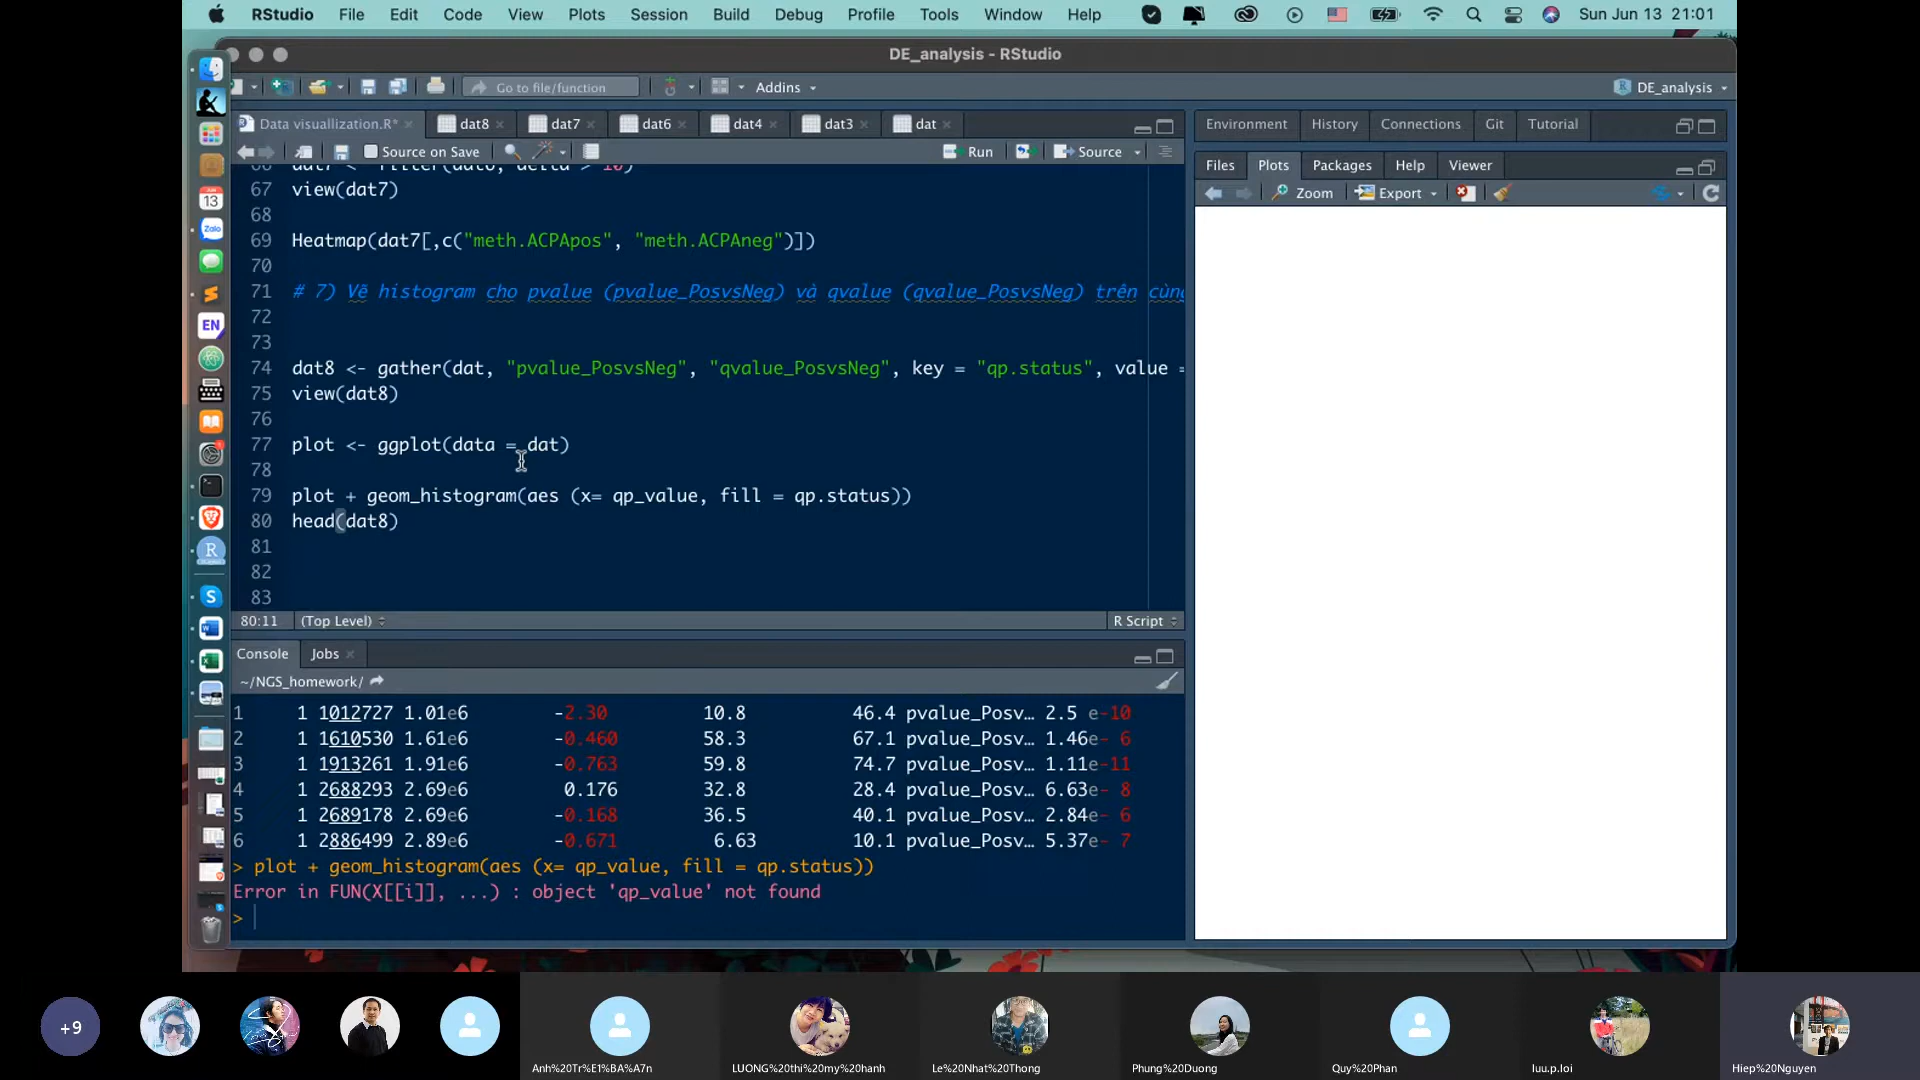 RStudio File Edit Code View Plots Session Build Debug Profile Tools Window Help Sun Jun 13 21:01
DE_analysis - RStudio
Go to file/function Addins DE_analysis
Data visuallization.R* dat8 dat7 dat6 dat4 dat3 dat
Source on Save Run Source
67 view(dat7)
68
69 Heatmap(dat7[,c("meth.ACPApos", "meth.ACPAneg")])
70
71 # 7) Vẽ histogram cho pvalue (pvalue_PosvsNeg) và qvalue (qvalue_PosvsNeg) trên cùng
72
73
74 dat8 <- gather(dat, "pvalue_PosvsNeg", "qvalue_PosvsNeg", key = "qp.status", value =
75 view(dat8)
76
77 plot <- ggplot(data = dat)
78
79 plot + geom_histogram(aes (x= qp_value, fill = qp.status))
80 head(dat8)
81
82
83
80:11 (Top Level) R Script
Console Jobs
~/NGS_homework/
1 1 1012727 1.01e6 -2.30 10.8 46.4 pvalue_Posv… 2.5 e-10
2 1 1610530 1.61e6 -0.460 58.3 67.1 pvalue_Posv… 1.46e- 6
3 1 1913261 1.91e6 -0.763 59.8 74.7 pvalue_Posv… 1.11e-11
4 1 2688293 2.69e6 0.176 32.8 28.4 pvalue_Posv… 6.63e- 8
5 1 2689178 2.69e6 -0.168 36.5 40.1 pvalue_Posv… 2.84e- 6
6 1 2886499 2.89e6 -0.671 6.63 10.1 pvalue_Posv… 5.37e- 7
> plot + geom_histogram(aes (x= qp_value, fill = qp.status))
Error in FUN(X[[i]], ...) : object 'qp_value' not found
>
Environment History Connections Git Tutorial
Files Plots Packages Help Viewer
Zoom Export
13
Zalo
EN
+9
Anh%20Tr%E1%BA%A7n
LUONG%20thi%20my%20hanh
Le%20Nhat%20Thong
Phung%20Duong
Quy%20Phan
luu.p.loi
Hiep%20Nguyen